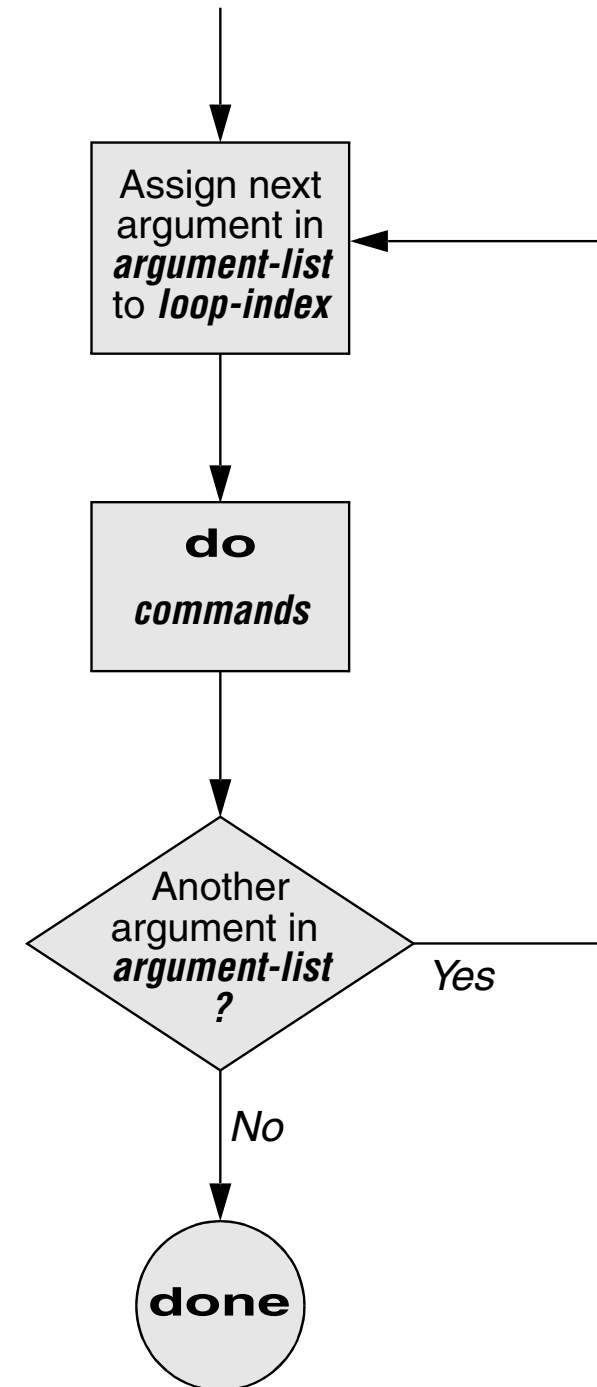 Assign next
argument in
argument-list
to loop-index
do
commands
Another
argument in
argument-list
?
Yes
No
done